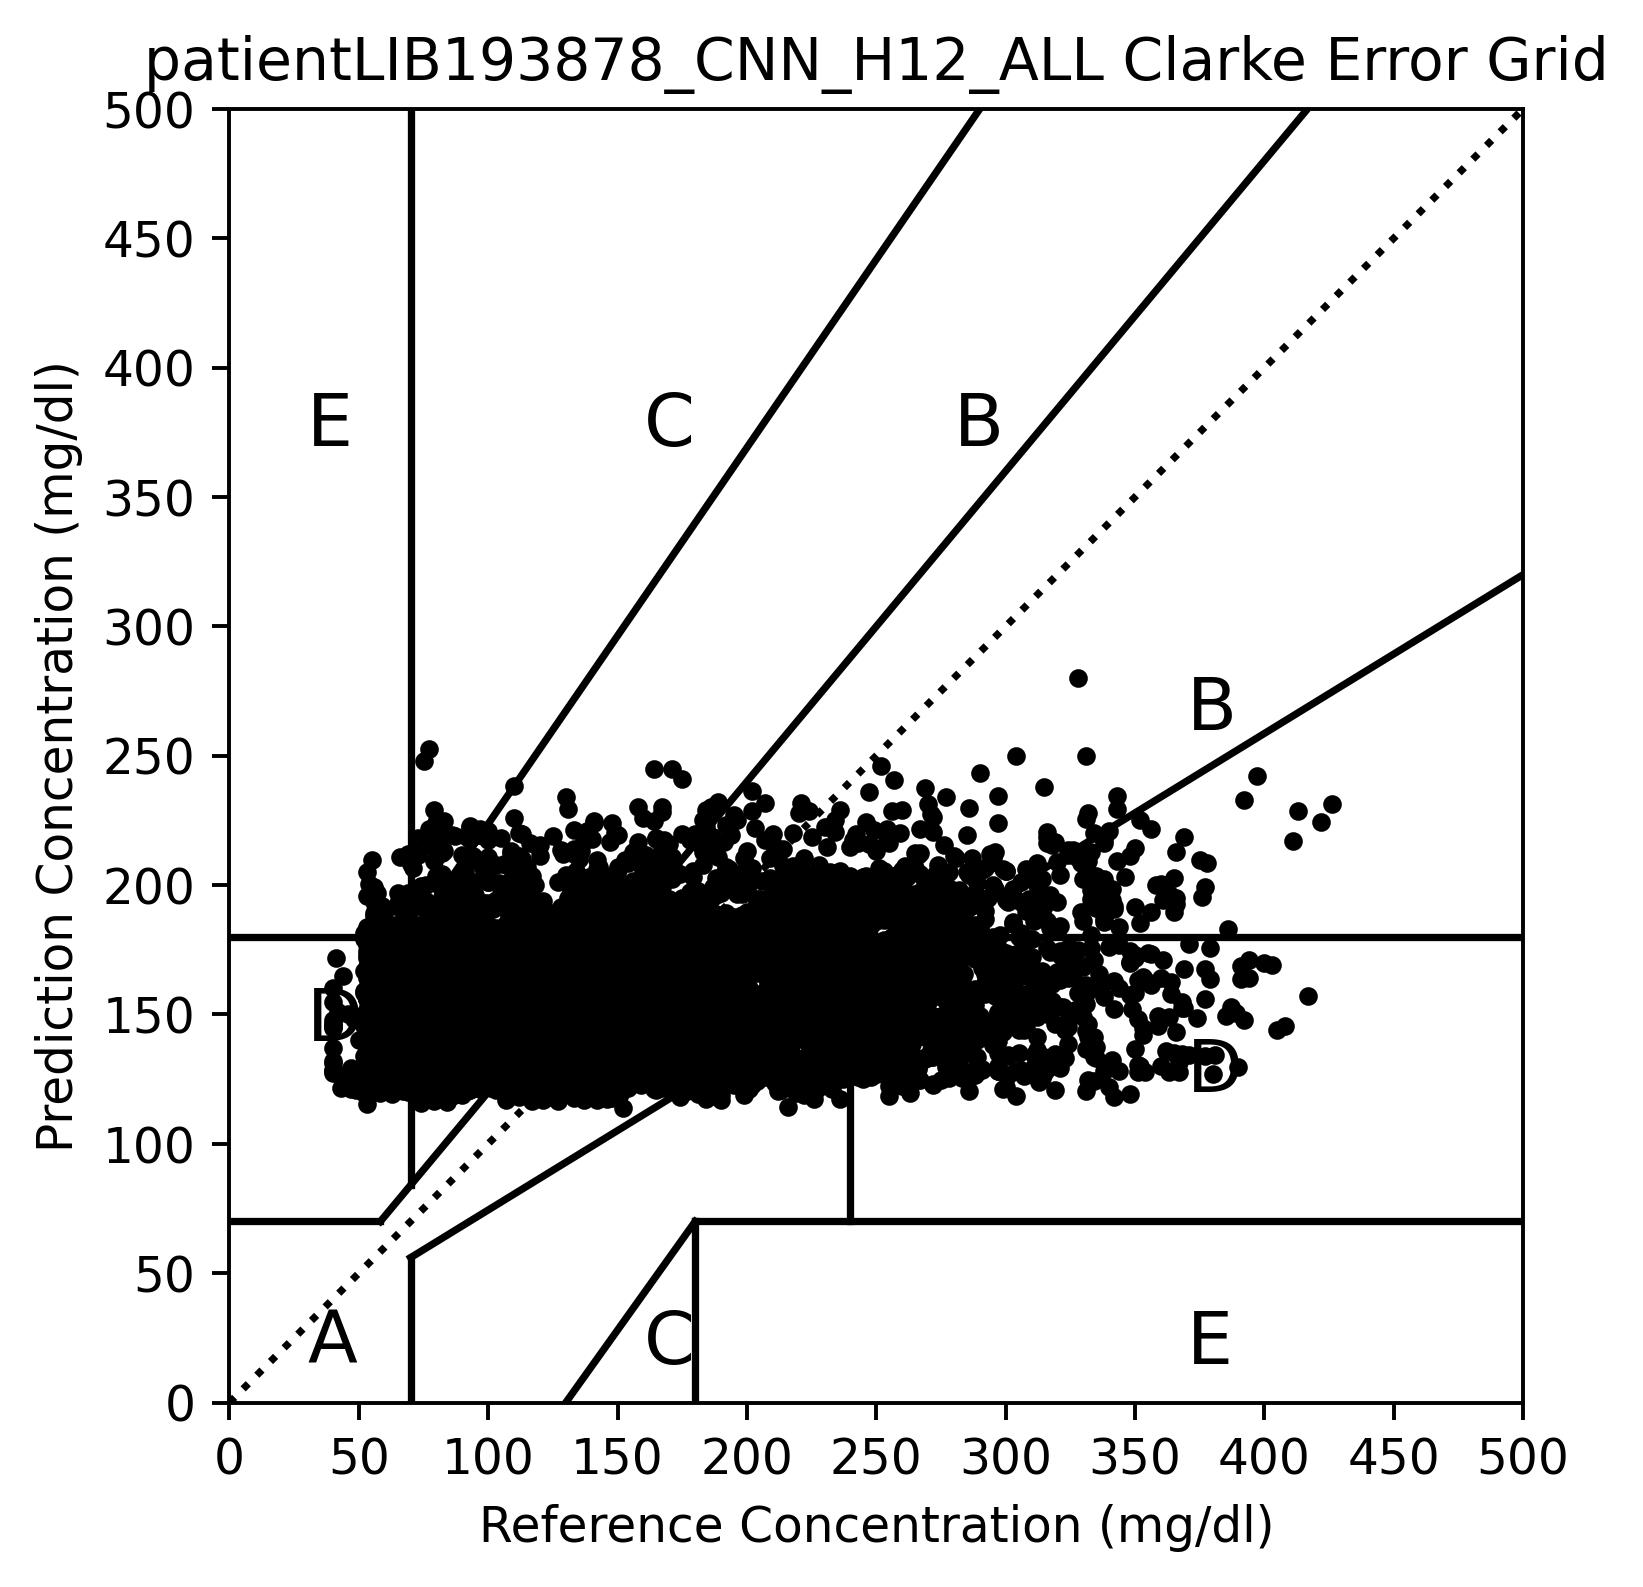 patientLIB193878_CNN_H12_ALL Clarke Error Grid
500
450
400
350
300
250
200
150
100
50
0
Prediction Concentration (mg/dl)
E
C
B
B
D
D
A
C
E
0 50 100 150 200 250 300 350 400 450 500
Reference Concentration (mg/dl)